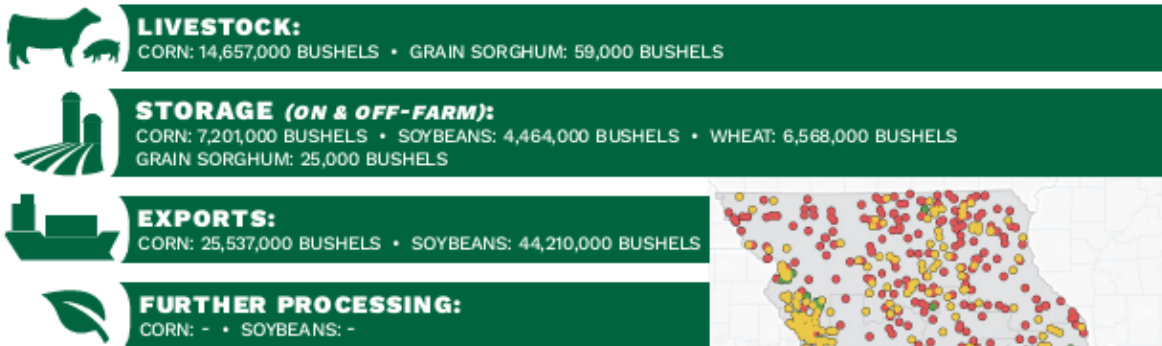 LIVESTOCK:
CORN: 14,657,000 BUSHELS • GRAIN SORGHUM: 59,000 BUSHELS
STORAGE (ON & OFF-FARM):
CORN: 7,201,000 BUSHELS • SOYBEANS: 4,464,000 BUSHELS • WHEAT: 6,568,000 BUSHELS
GRAIN SORGHUM: 25,000 BUSHELS
EXPORTS:
CORN: 25,537,000 BUSHELS • SOYBEANS: 44,210,000 BUSHELS
FURTHER PROCESSING:
CORN: - • SOYBEANS: -